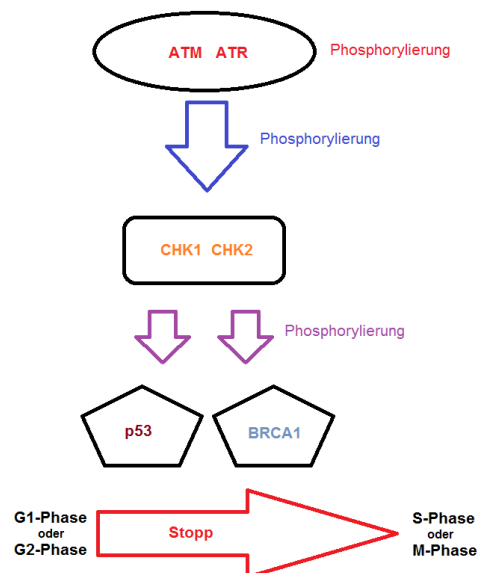 ATM ATR
Phosphorylierung
Phosphorylierung
CHK1 CHK2
Phosphorylierung
p53
BRCA1
G1-Phase
oder
G2-Phase
Stopp
S-Phase
oder
M-Phase